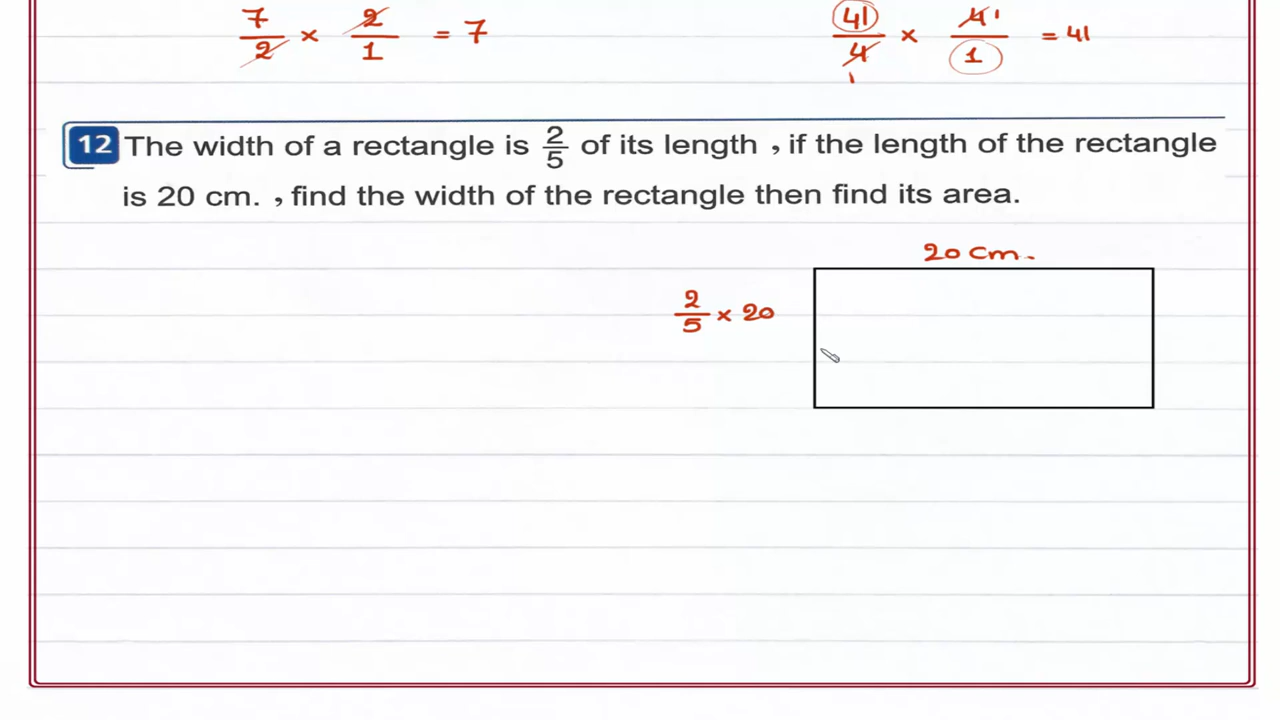 7/2 × 2/1 = 7
41/4 × 4 1/1 = 41
1
12 The width of a rectangle is 2/5 of its length , if the length of the rectangle
is 20 cm. , find the width of the rectangle then find its area.
20 cm.
2/5 × 20